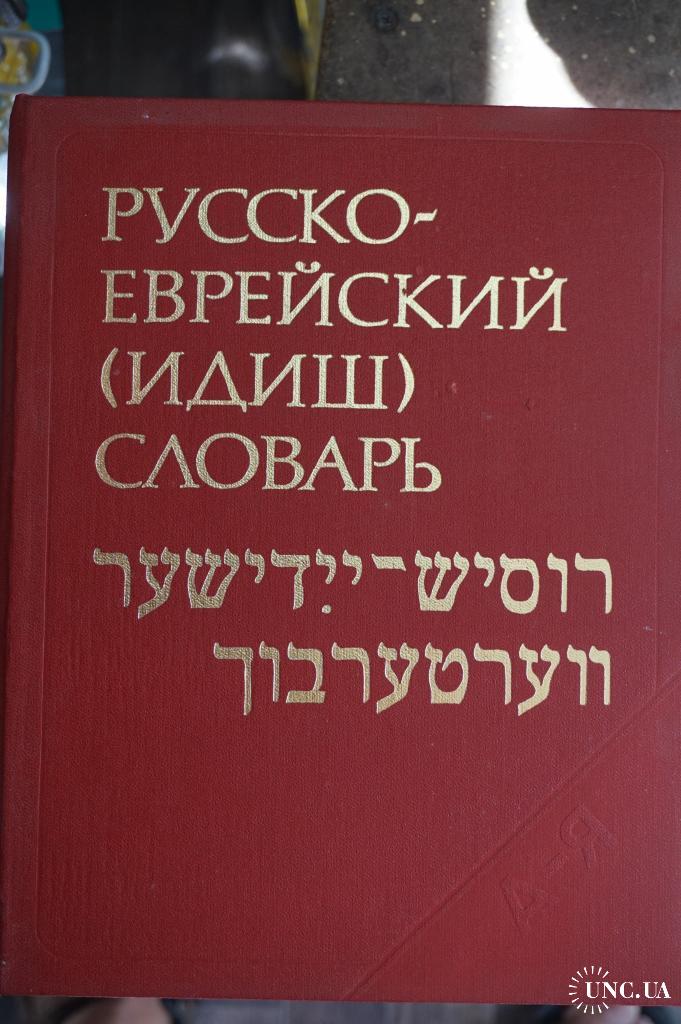 РУССКО-
ЕВРЕЙСКИЙ
(ИДИШ)
СЛОВАРЬ
רוסיש־ייִדישער
ווערטערבוך
А-Я
UNC.UA